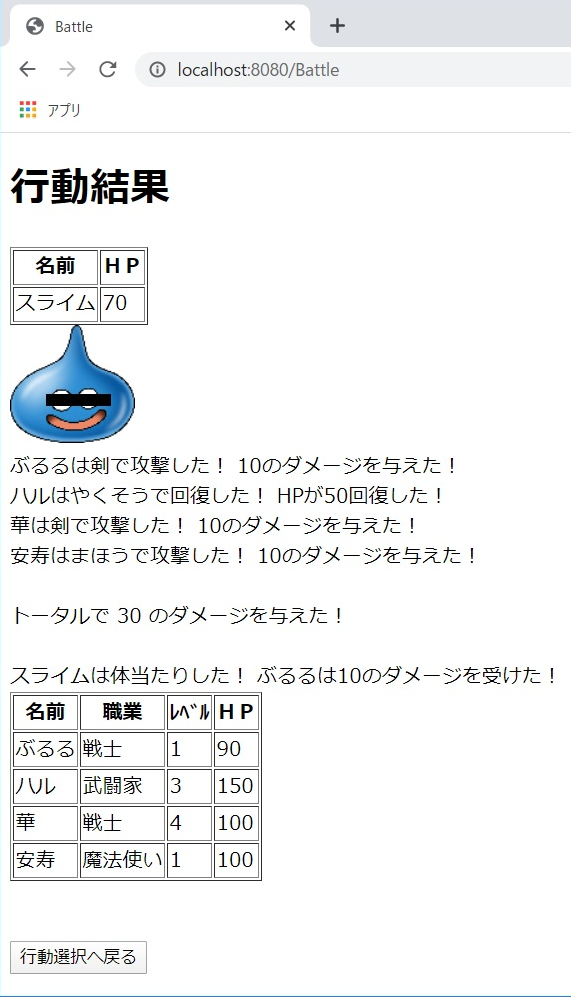 Battle
localhost:8080/Battle
アプリ
行動結果
名前 ＨＰ
スライム 70
ぶるるは剣で攻撃した！ 10のダメージを与えた！
ハルはやくそうで回復した！ HPが50回復した！
華は剣で攻撃した！ 10のダメージを与えた！
安寿はまほうで攻撃した！ 10のダメージを与えた！
トータルで 30 のダメージを与えた！
スライムは体当たりした！ ぶるるは10のダメージを受けた！
名前 職業 ﾚﾍﾞﾙ ＨＰ
ぶるる 戦士 1 90
ハル 武闘家 3 150
華 戦士 4 100
安寿 魔法使い 1 100
行動選択へ戻る